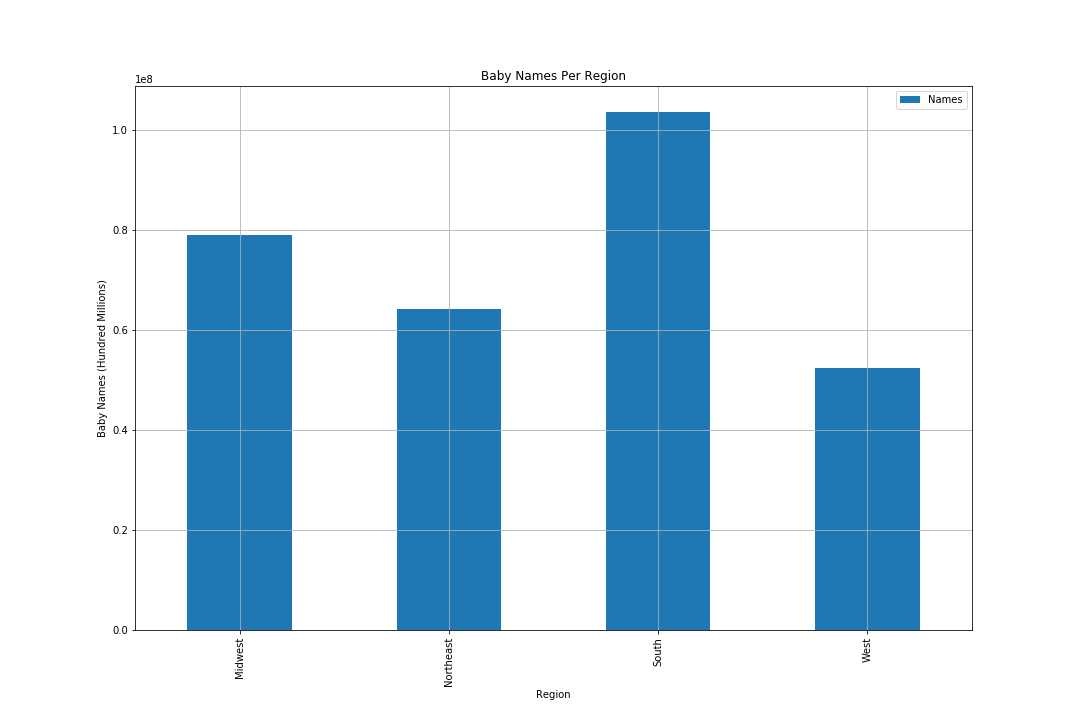 Baby Names Per Region
1e8
Names
1.0
0.8
0.6
0.4
0.2
0.0
Baby Names (Hundred Millions)
Midwest
Northeast
South
West
Region